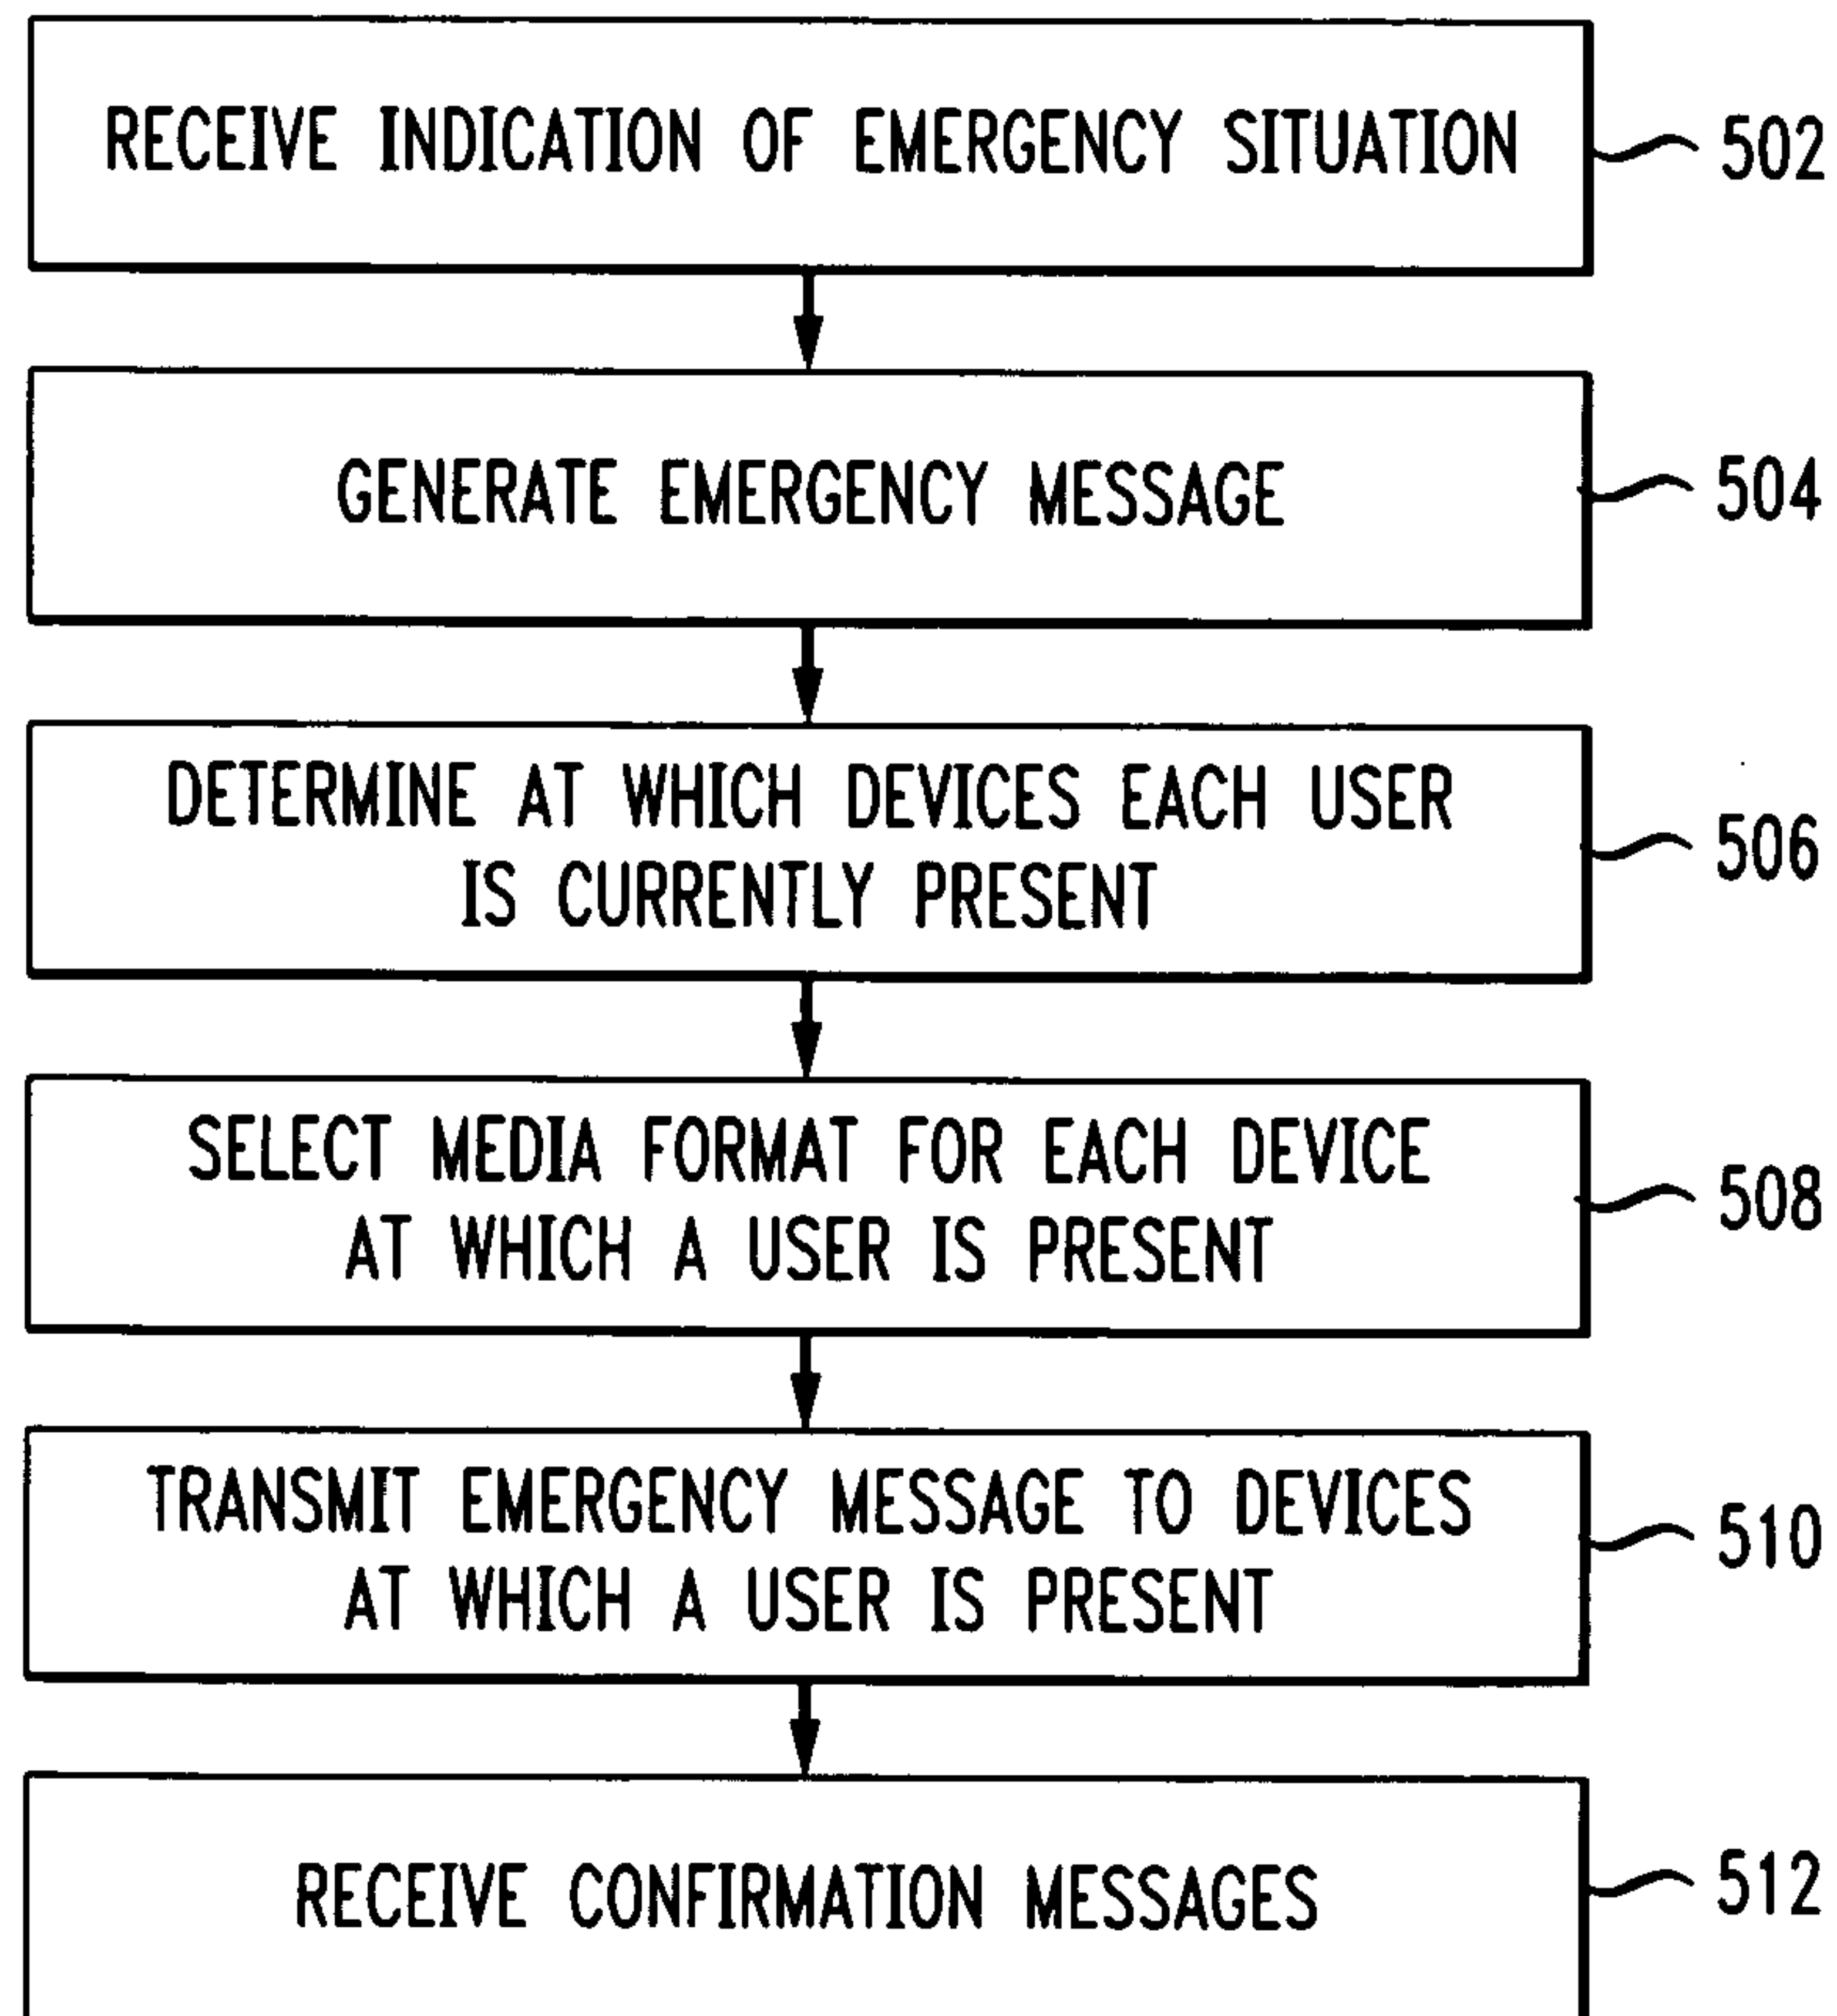 RECEIVE INDICATION OF EMERGENCY SITUATION
502
GENERATE EMERGENCY MESSAGE
504
DETERMINE AT WHICH DEVICES EACH USER
IS CURRENTLY PRESENT
506
SELECT MEDIA FORMAT FOR EACH DEVICE
AT WHICH A USER IS PRESENT
508
TRANSMIT EMERGENCY MESSAGE TO DEVICES
AT WHICH A USER IS PRESENT
510
RECEIVE CONFIRMATION MESSAGES
512